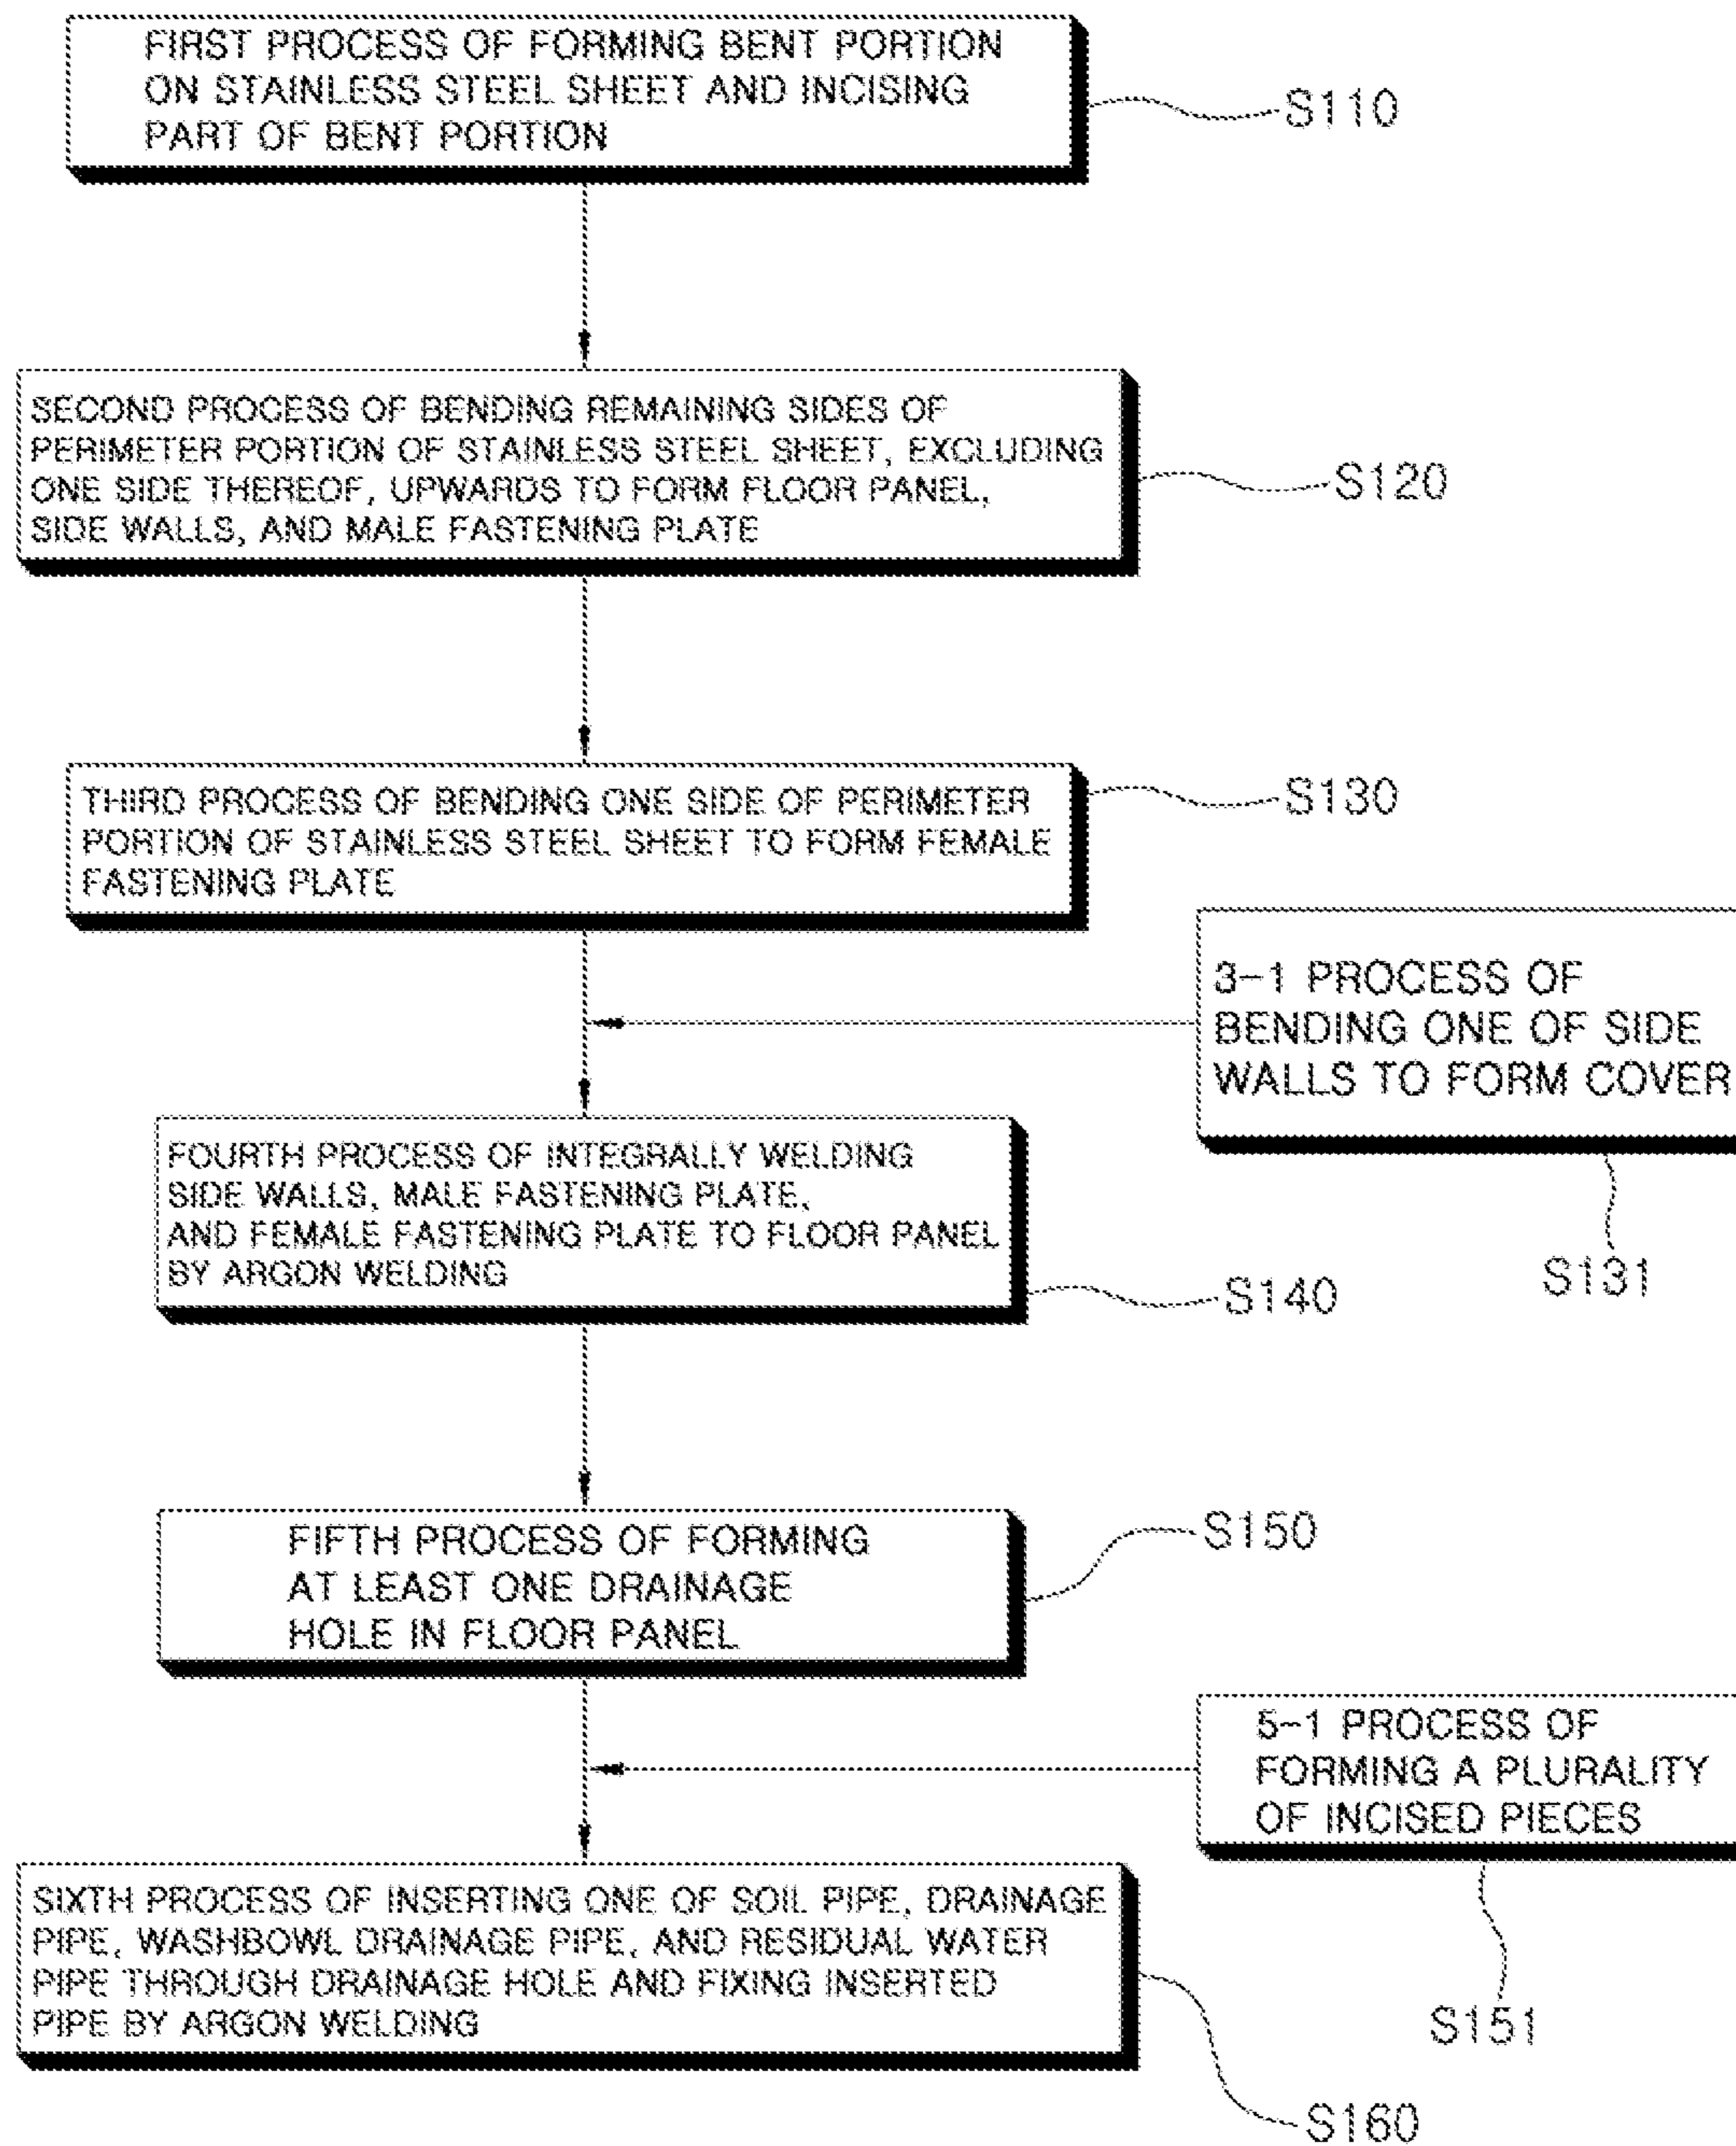 FIRST PROCESS OF FORMING BENT PORTION
ON STAINLESS STEEL SHEET AND INCISING
PART OF BENT PORTION
S110
SECOND PROCESS OF BENDING REMAINING SIDES OF
PERIMETER PORTION OF STAINLESS STEEL SHEET, EXCLUDING
ONE SIDE THEREOF, UPWARDS TO FORM FLOOR PANEL,
SIDE WALLS, AND MALE FASTENING PLATE
S120
THIRD PROCESS OF BENDING ONE SIDE OF PERIMETER
PORTION OF STAINLESS STEEL SHEET TO FORM FEMALE
FASTENING PLATE
S130
3-1 PROCESS OF
BENDING ONE OF SIDE
WALLS TO FORM COVER
S131
FOURTH PROCESS OF INTEGRALLY WELDING
SIDE WALLS, MALE FASTENING PLATE,
AND FEMALE FASTENING PLATE TO FLOOR PANEL
BY ARGON WELDING
S140
FIFTH PROCESS OF FORMING
AT LEAST ONE DRAINAGE
HOLE IN FLOOR PANEL
S150
5-1 PROCESS OF
FORMING A PLURALITY
OF INCISED PIECES
S151
SIXTH PROCESS OF INSERTING ONE OF SOIL PIPE, DRAINAGE
PIPE, WASHBOWL DRAINAGE PIPE, AND RESIDUAL WATER
PIPE THROUGH DRAINAGE HOLE AND FIXING INSERTED
PIPE BY ARGON WELDING
S160